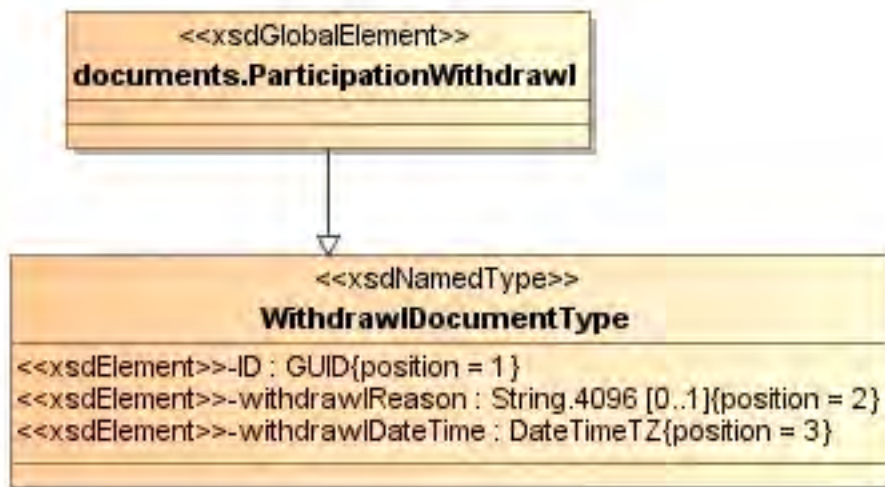 <<xsdGlobalElement>>
documents.ParticipationWithdrawl
<<xsdNamedType>>
WithdrawlDocumentType
<<xsdElement>>-ID : GUID{position = 1}
<<xsdElement>>-withdrawlReason : String.4096 [0..1]{position = 2}
<<xsdElement>>-withdrawlDateTime : DateTimeTZ{position = 3}